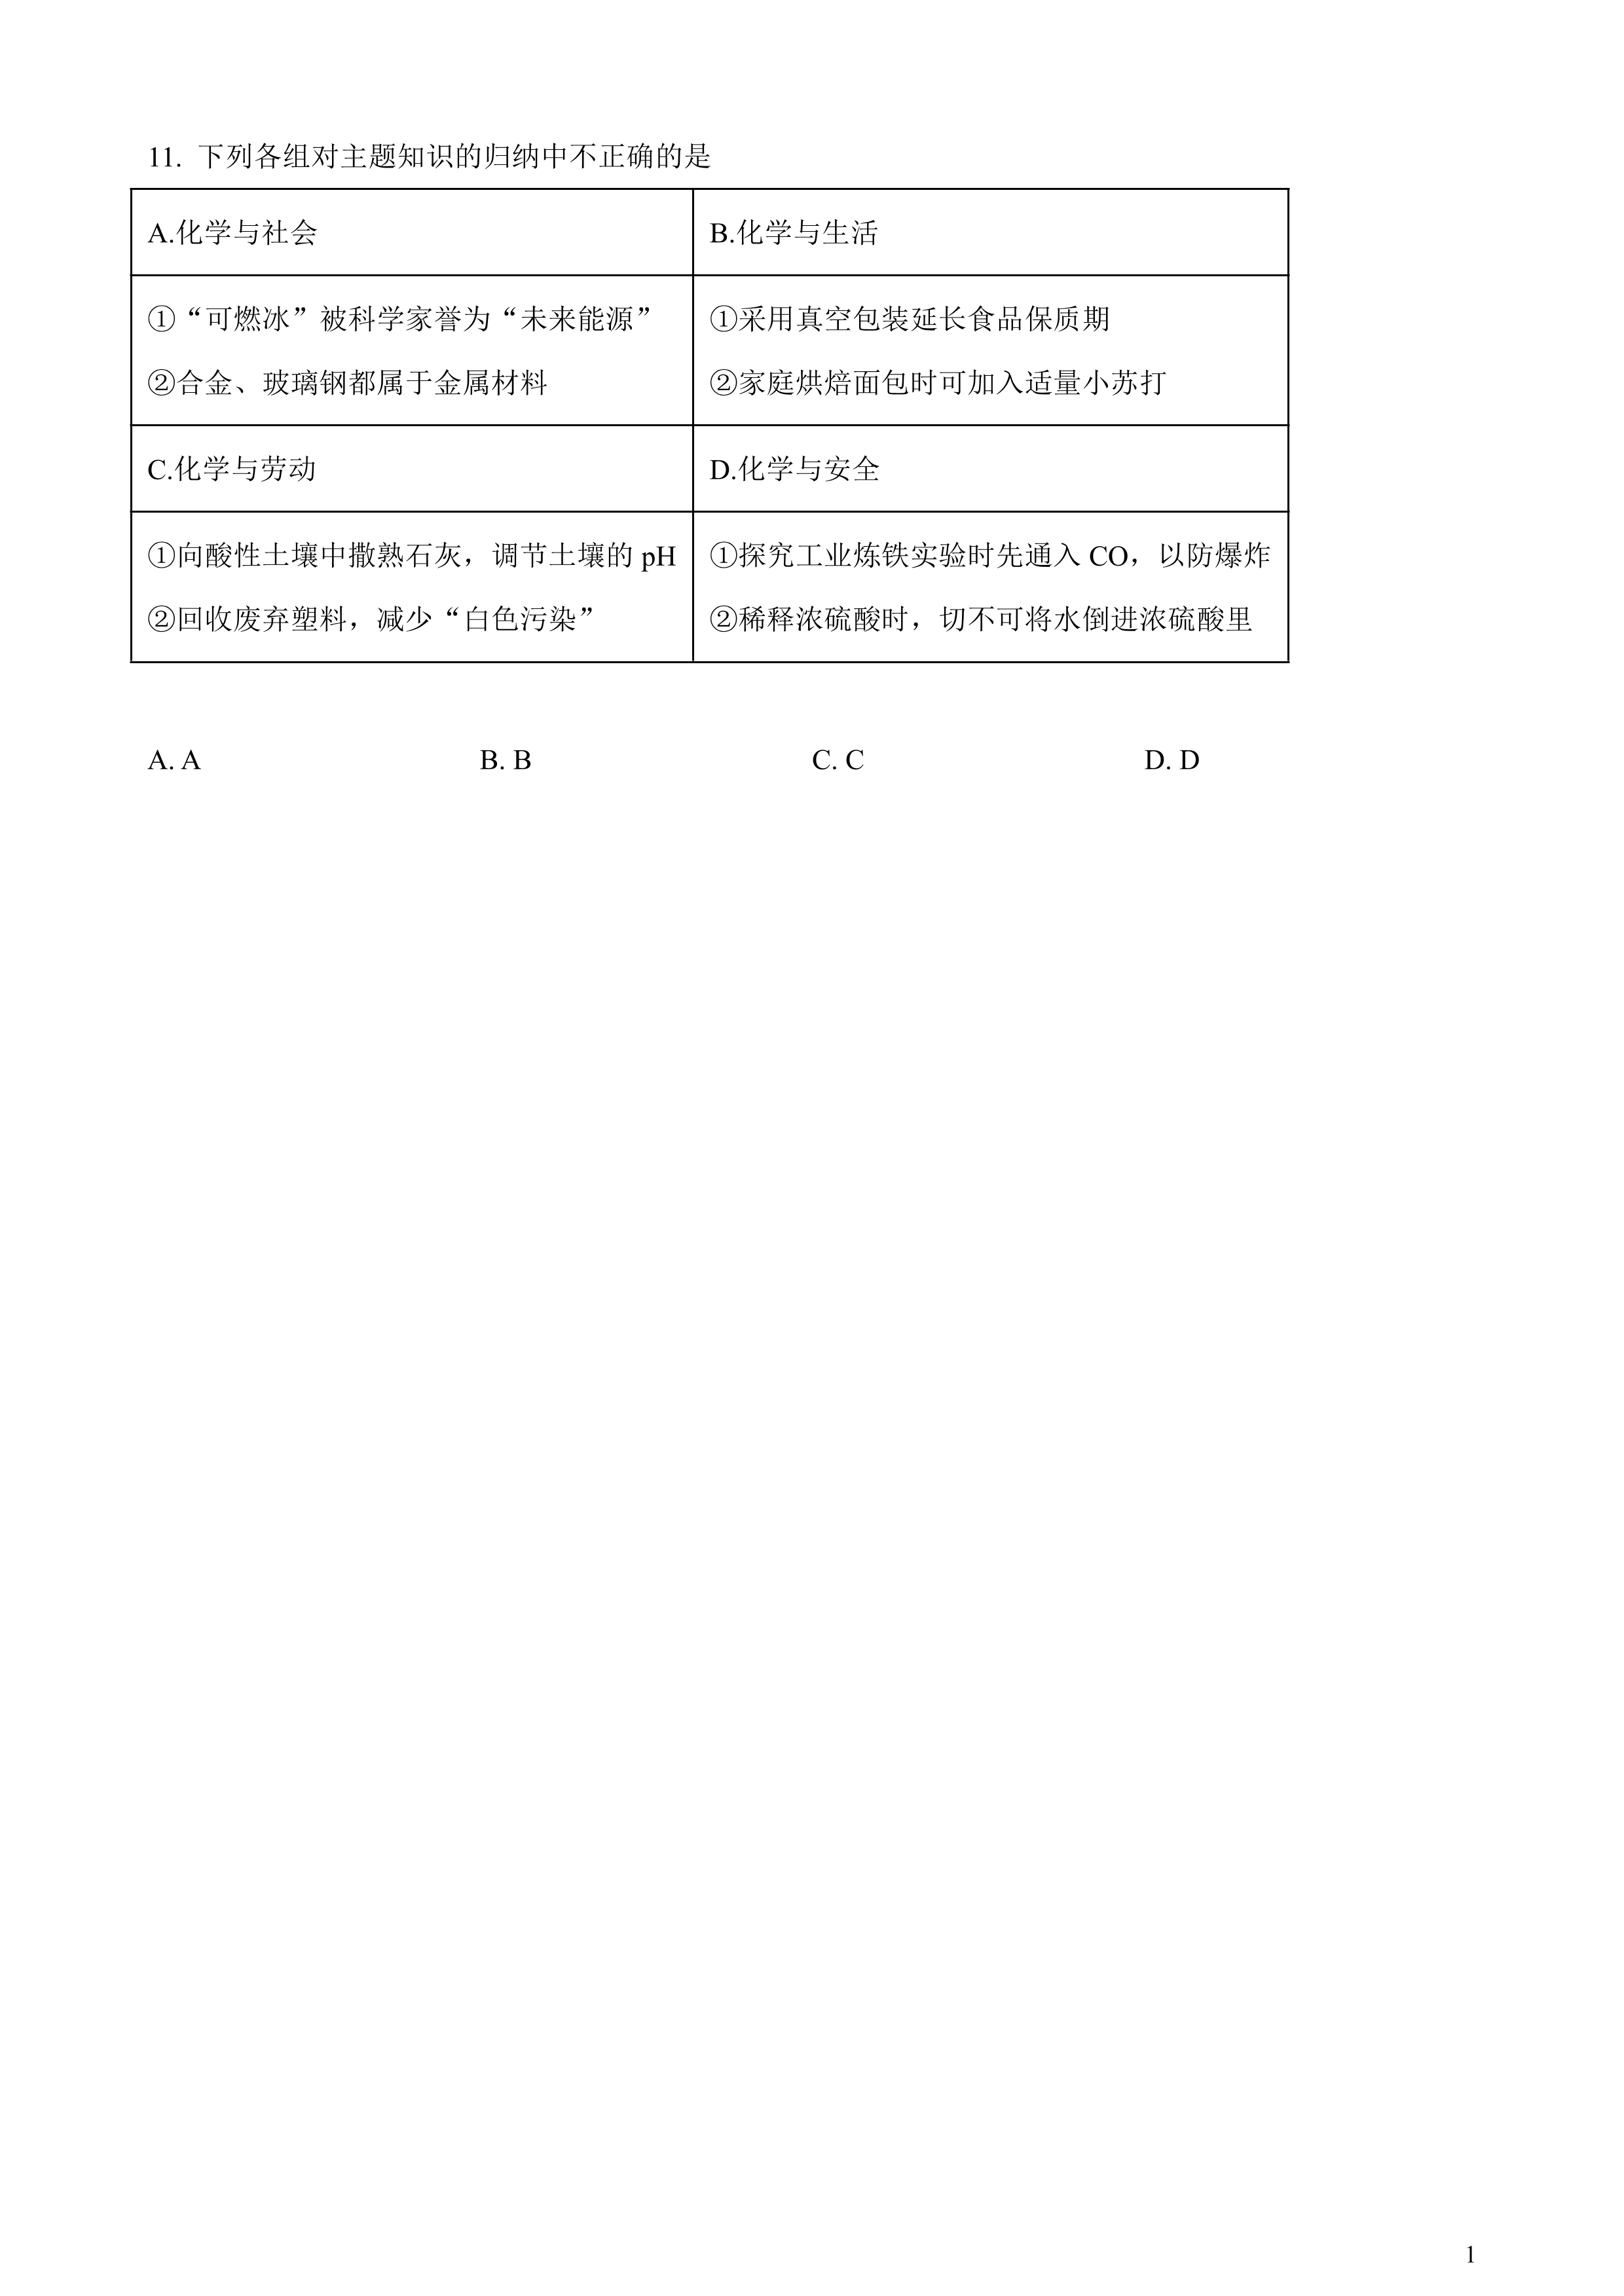 11. 下列各组对主题知识的归纳中不正确的是
A.化学与社会
B.化学与生活
①“可燃冰”被科学家誉为“未来能源”
②合金、玻璃钢都属于金属材料
①采用真空包装延长食品保质期
②家庭烘焙面包时可加入适量小苏打
C.化学与劳动
D.化学与安全
①向酸性土壤中撒熟石灰，调节土壤的 pH
②回收废弃塑料，减少“白色污染”
①探究工业炼铁实验时先通入 CO，以防爆炸
②稀释浓硫酸时，切不可将水倒进浓硫酸里
A. A B. B C. C D. D
1